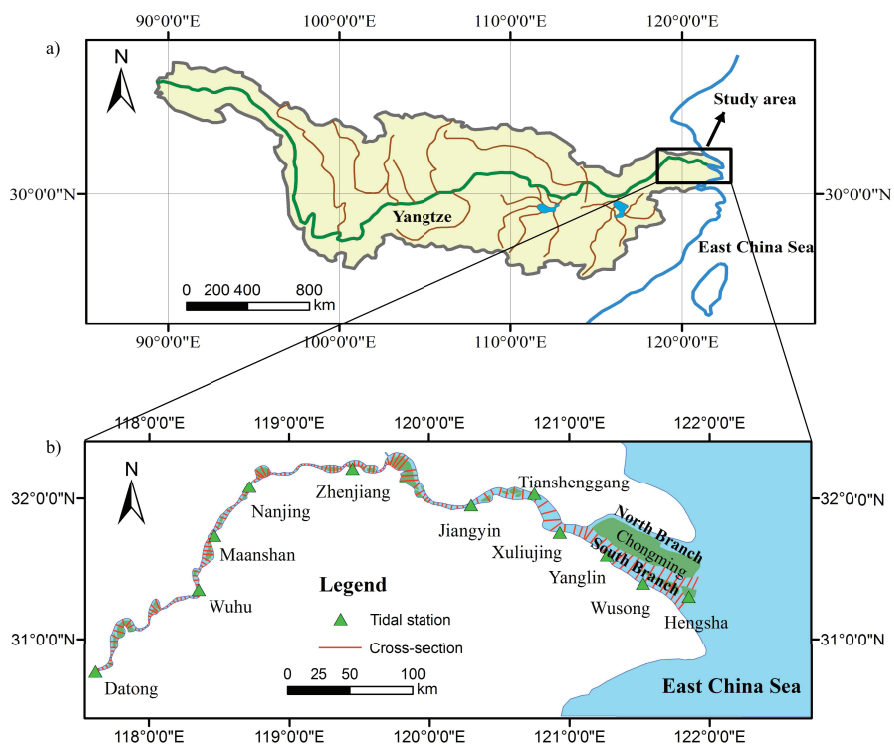 90°0'0"E 100°0'0"E 110°0'0"E 120°0'0"E
a)
N
Study area
30°0'0"N 30°0'0"N
Yangtze
East China Sea
0 200 400 800
km
90°0'0"E 100°0'0"E 110°0'0"E 120°0'0"E
118°0'0"E 119°0'0"E 120°0'0"E 121°0'0"E 122°0'0"E
b)
N
Tianshenggang
Zhenjiang
32°0'0"N 32°0'0"N
Nanjing
Jiangyin
North Branch
Chongming
South Branch
Xuliujing
Maanshan
Yanglin
Legend
Wuhu
Wusong
Tidal station
Hengsha
31°0'0"N 31°0'0"N
Cross-section
0 25 50 100
km
Datong
East China Sea
118°0'0"E 119°0'0"E 120°0'0"E 121°0'0"E 122°0'0"E